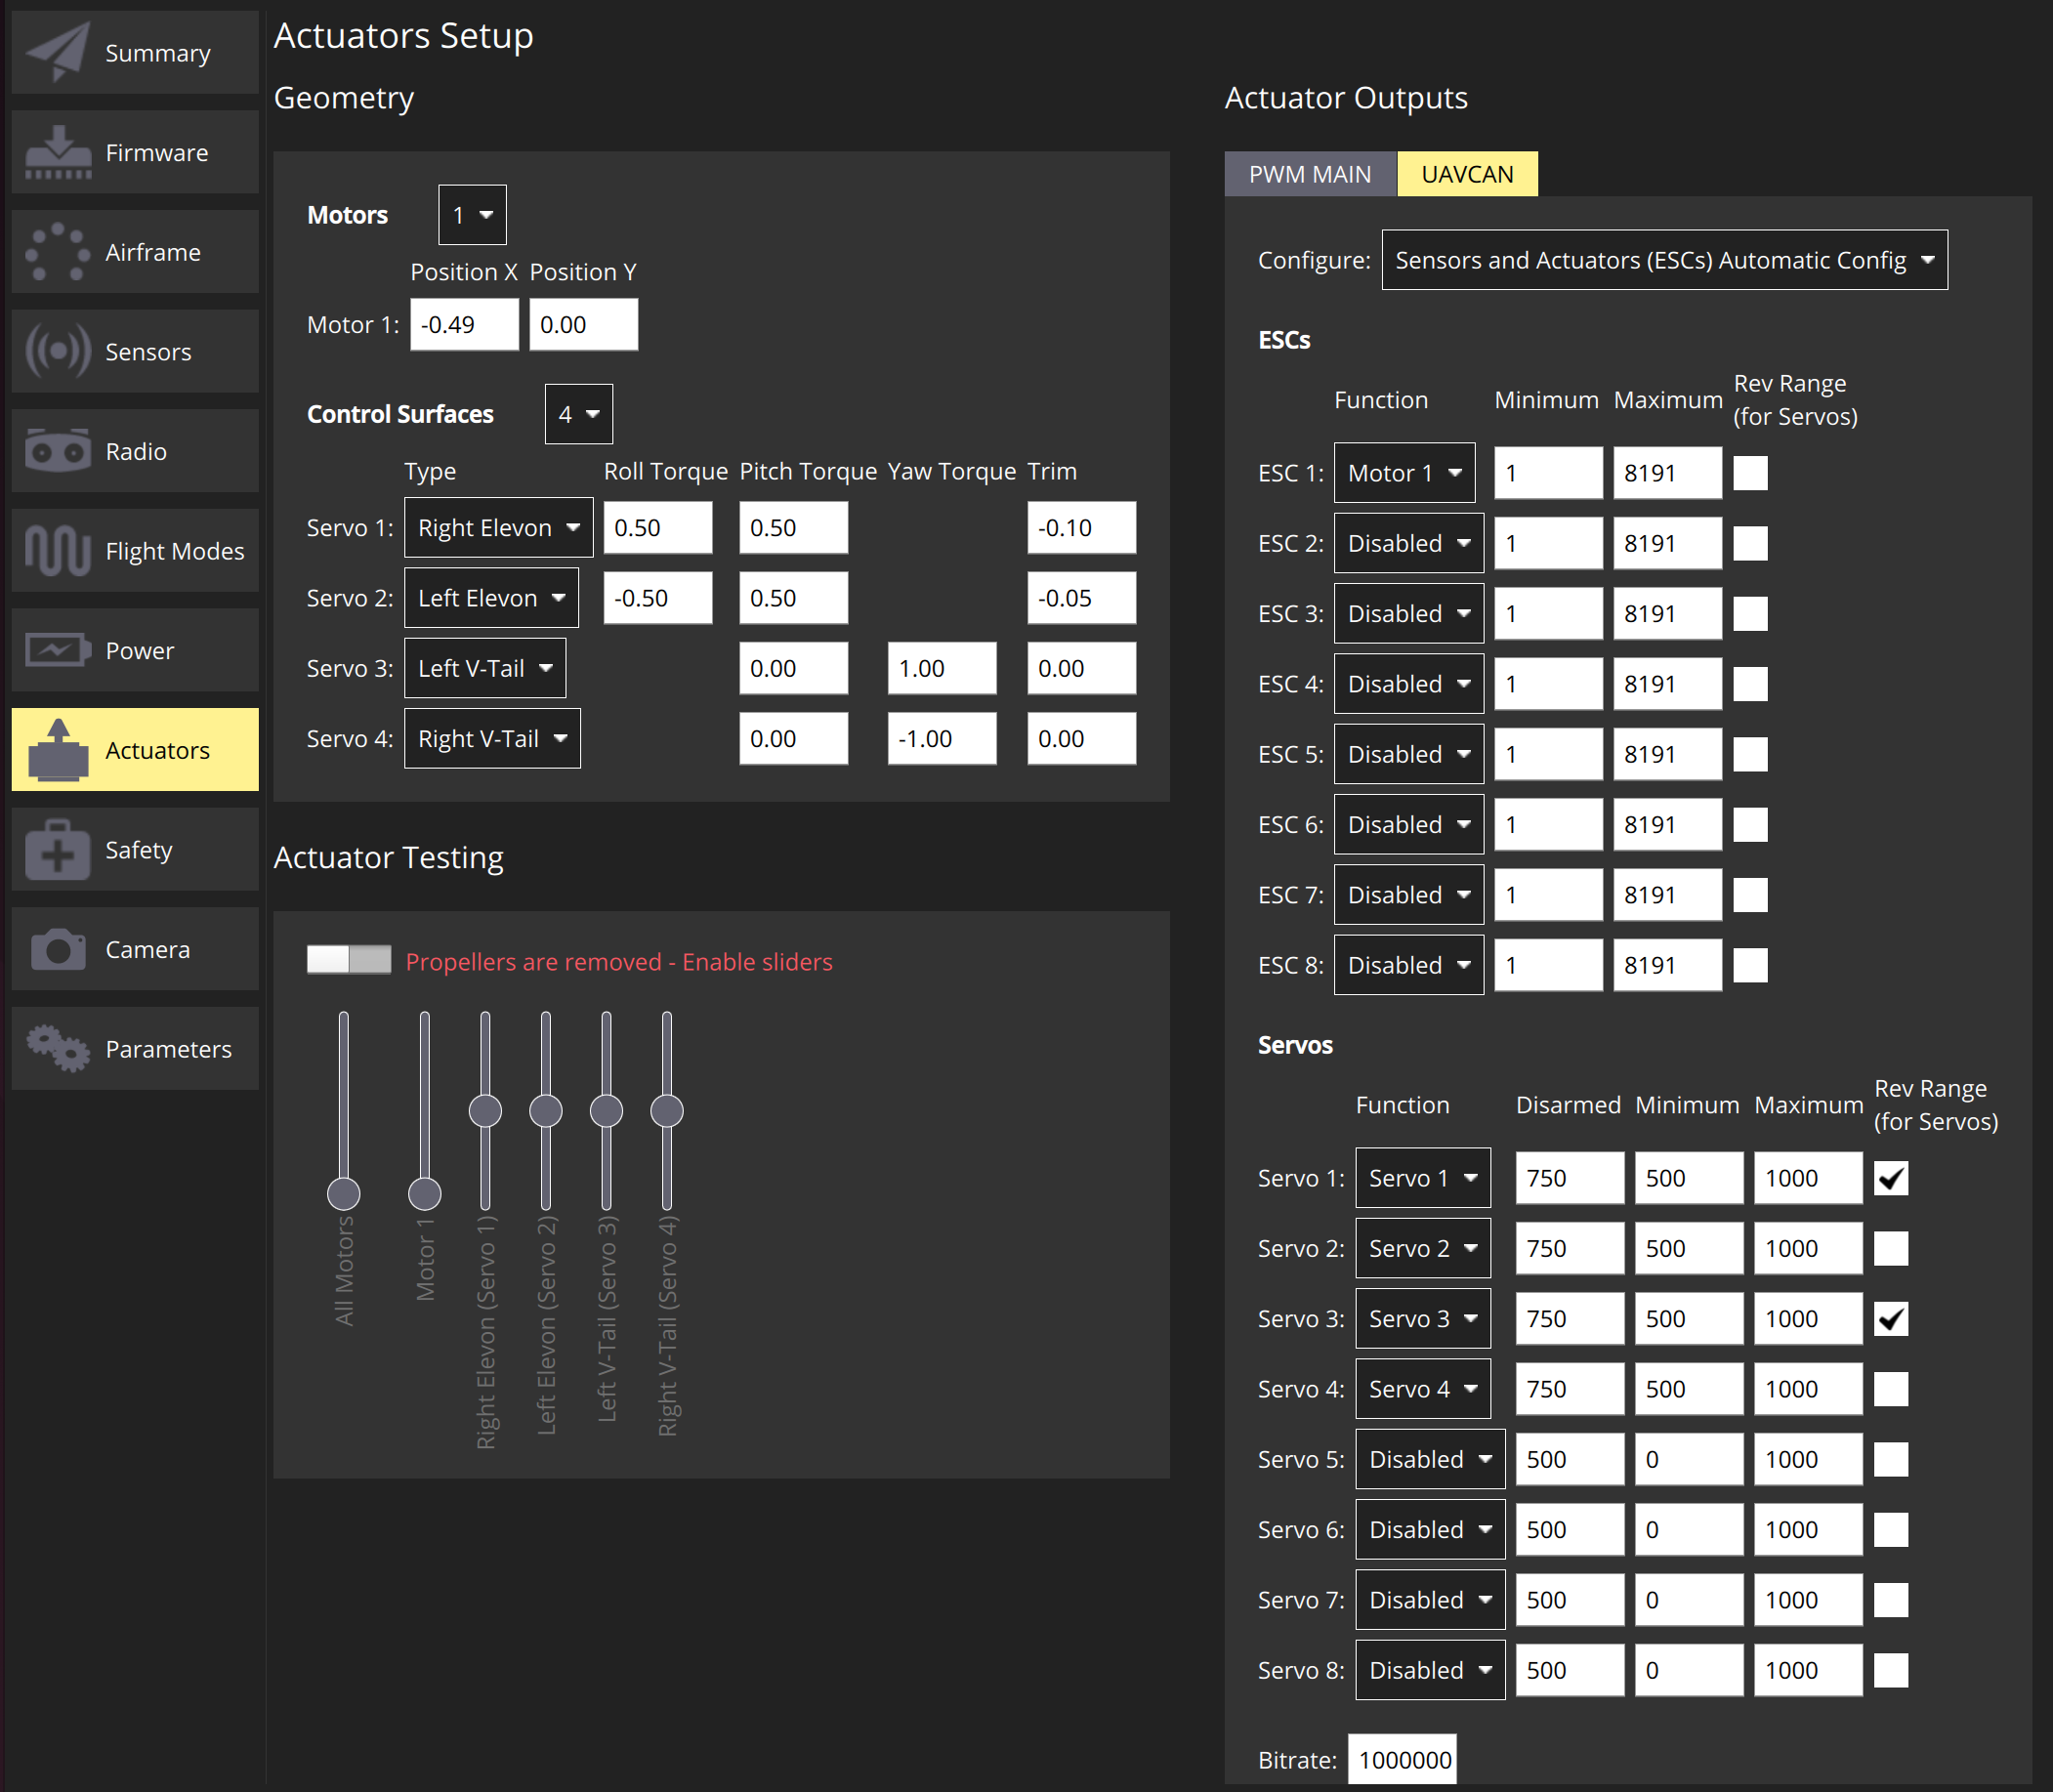 Summary
Firmware
Airframe
Sensors
Radio
Flight Modes
Power
Actuators
Safety
Camera
Parameters
Actuators Setup
Geometry
Motors 1
Position X Position Y
Motor 1: -0.49 0.00
Control Surfaces 4
Type Roll Torque Pitch Torque Yaw Torque Trim
Servo 1: Right Elevon 0.50 0.50 -0.10
Servo 2: Left Elevon -0.50 0.50 -0.05
Servo 3: Left V-Tail 0.00 1.00 0.00
Servo 4: Right V-Tail 0.00 -1.00 0.00
Actuator Testing
Propellers are removed - Enable sliders
All Motors
Motor 1
Right Elevon (Servo 1)
Left Elevon (Servo 2)
Left V-Tail (Servo 3)
Right V-Tail (Servo 4)
Actuator Outputs
PWM MAIN UAVCAN
Configure: Sensors and Actuators (ESCs) Automatic Config
ESCs
Function Minimum Maximum Rev Range
(for Servos)
ESC 1: Motor 1 1 8191
ESC 2: Disabled 1 8191
ESC 3: Disabled 1 8191
ESC 4: Disabled 1 8191
ESC 5: Disabled 1 8191
ESC 6: Disabled 1 8191
ESC 7: Disabled 1 8191
ESC 8: Disabled 1 8191
Servos
Function Disarmed Minimum Maximum Rev Range
(for Servos)
Servo 1: Servo 1 750 500 1000
Servo 2: Servo 2 750 500 1000
Servo 3: Servo 3 750 500 1000
Servo 4: Servo 4 750 500 1000
Servo 5: Disabled 500 0 1000
Servo 6: Disabled 500 0 1000
Servo 7: Disabled 500 0 1000
Servo 8: Disabled 500 0 1000
Bitrate: 1000000